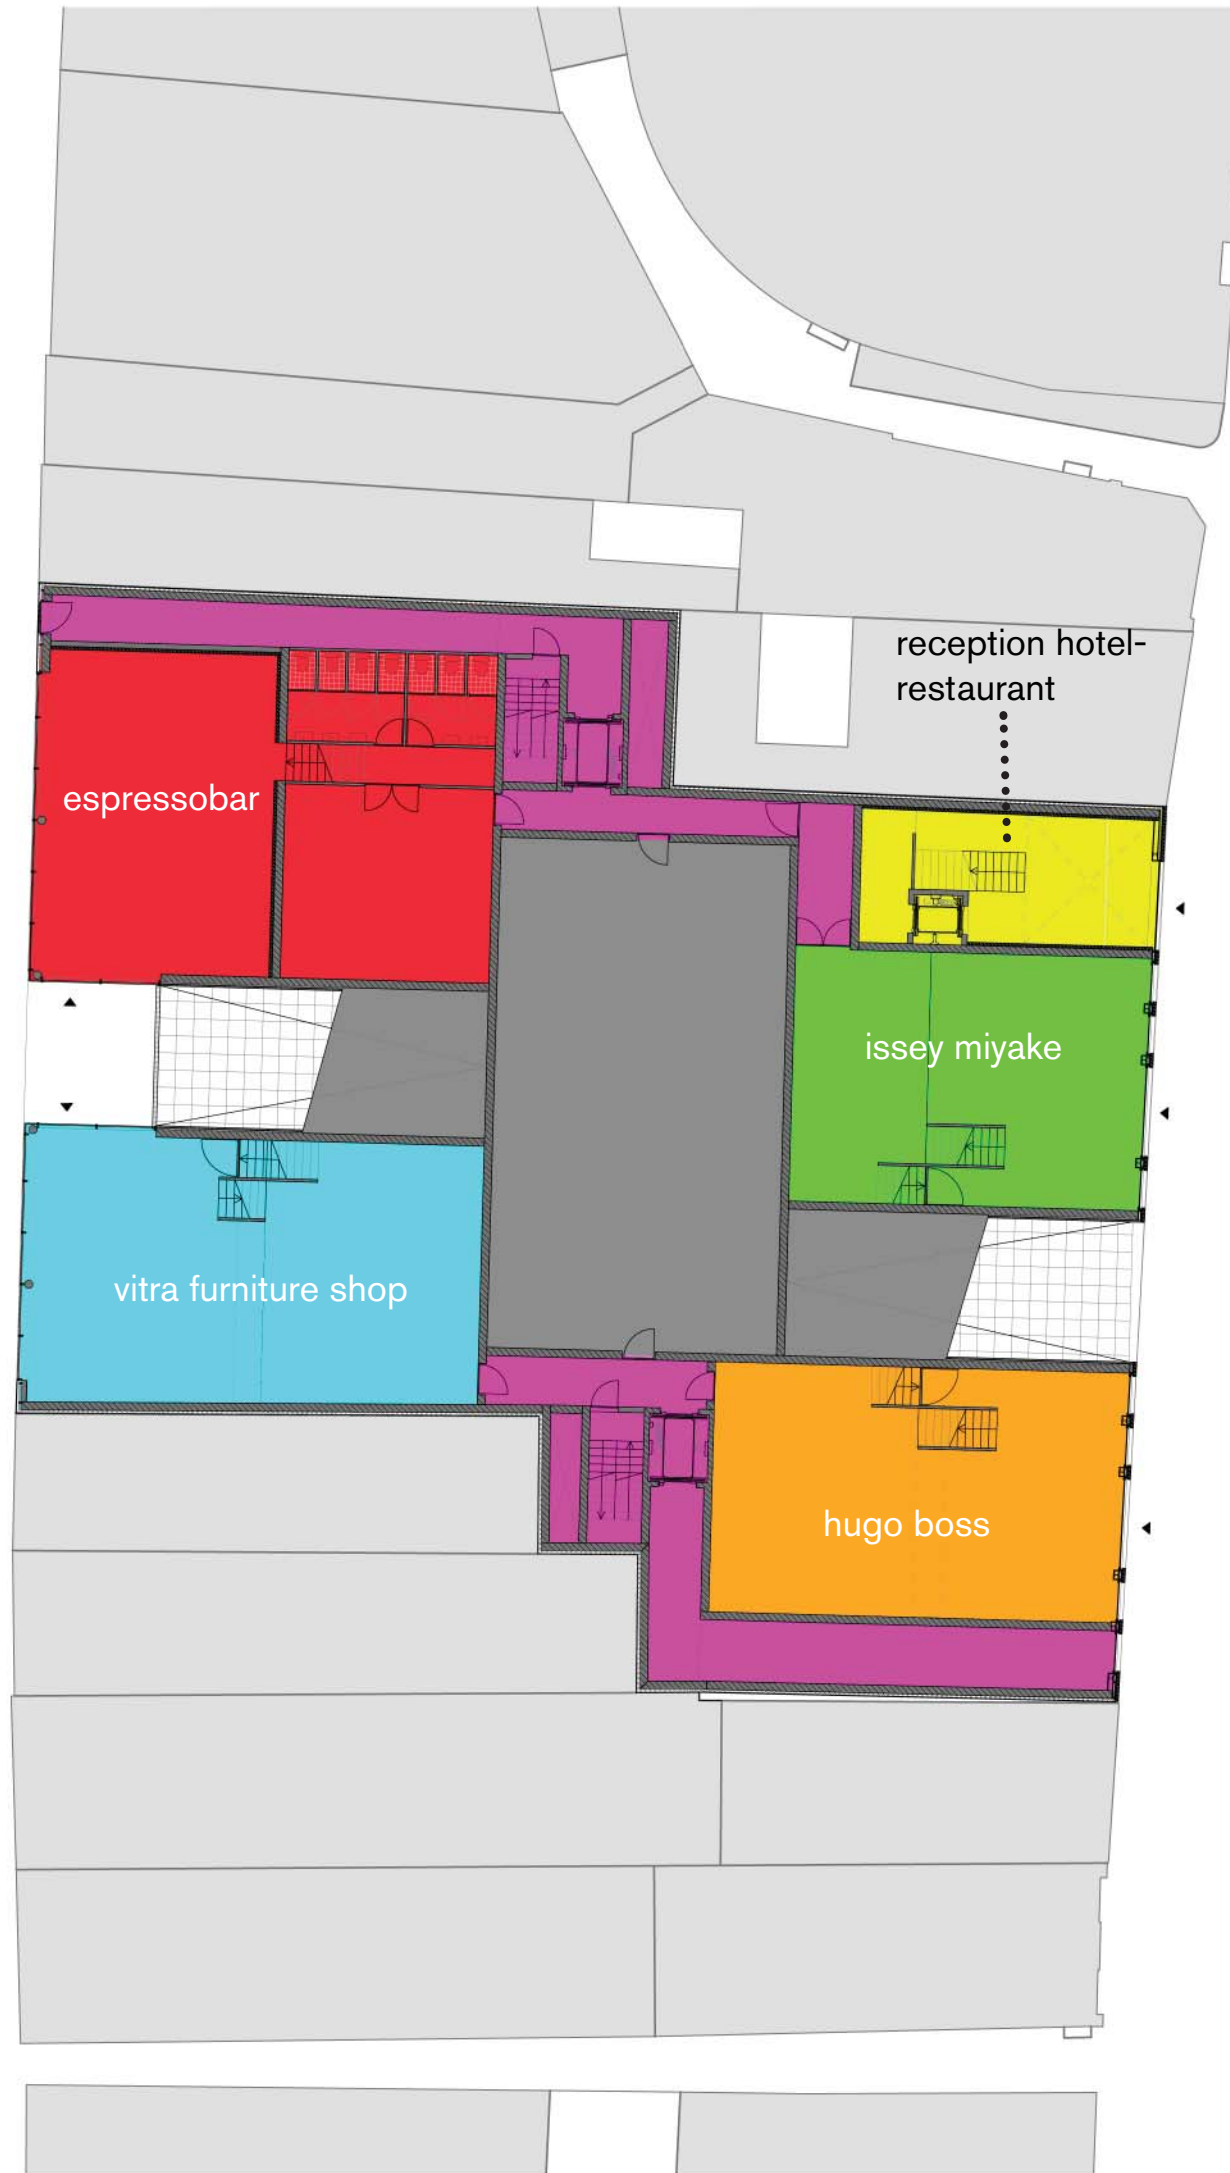 reception hotel-
restaurant
espressobar
issey miyake
vitra furniture shop
hugo boss